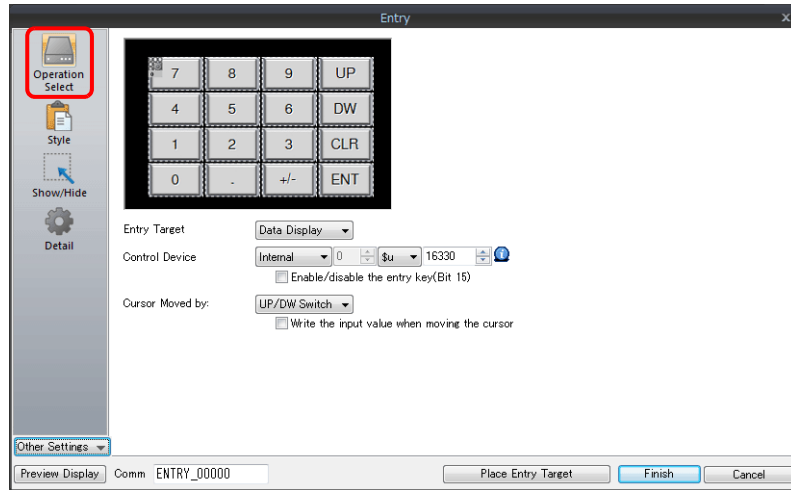 Entry
x
Operation
Select
Style
Show/Hide
Detail
7 8 9 UP
4 5 6 DW
1 2 3 CLR
0 . +/- ENT
Entry Target Data Display
Control Device Internal 0 $u 16330
Enable/disable the entry key(Bit 15)
Cursor Moved by: UP/DW Switch
Write the input value when moving the cursor
Other Settings
Preview Display Comm ENTRY_00000 Place Entry Target Finish Cancel